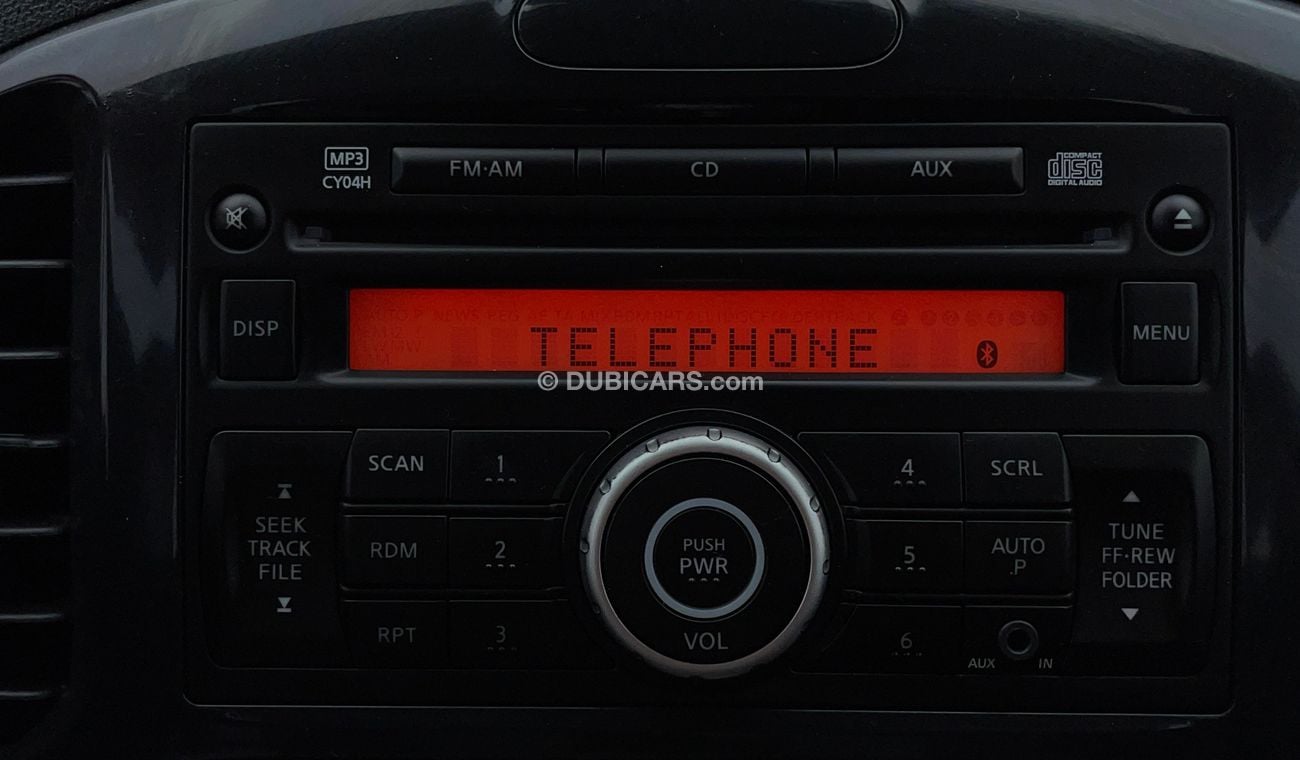 MP3
CY04H
FM·AM
CD
AUX
COMPACT
disc
DIGITAL AUDIO
DISP
TELEPHONE
MENU
© DUBICARS.com
SCAN
1
4
SCRL
SEEK
TRACK
FILE
RDM
2
PUSH
PWR
5
AUTO
.P
TUNE
FF·REW
FOLDER
RPT
3
VOL
6
AUX
IN